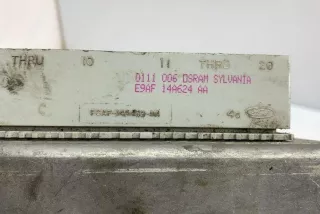 THRU 10 11 THRU 20
0111 006 OSRAM SYLVANIA
E9AF 14A624 AA